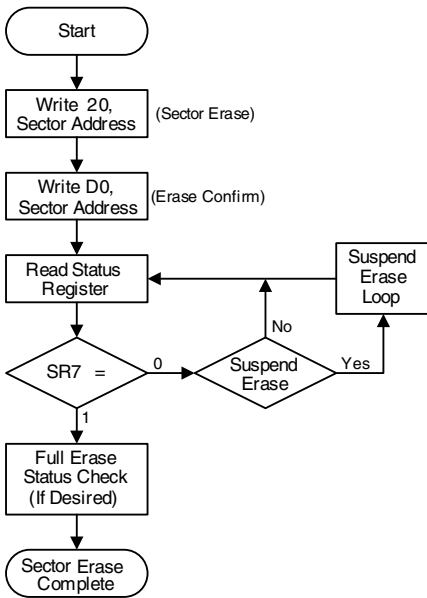 Start
Write 20,
Sector Address
(Sector Erase)
Write D0,
Sector Address
(Erase Confirm)
Read Status
Register
Suspend
Erase
Loop
No
SR7 =
0
Suspend
Erase
Yes
1
Full Erase
Status Check
(If Desired)
Sector Erase
Complete